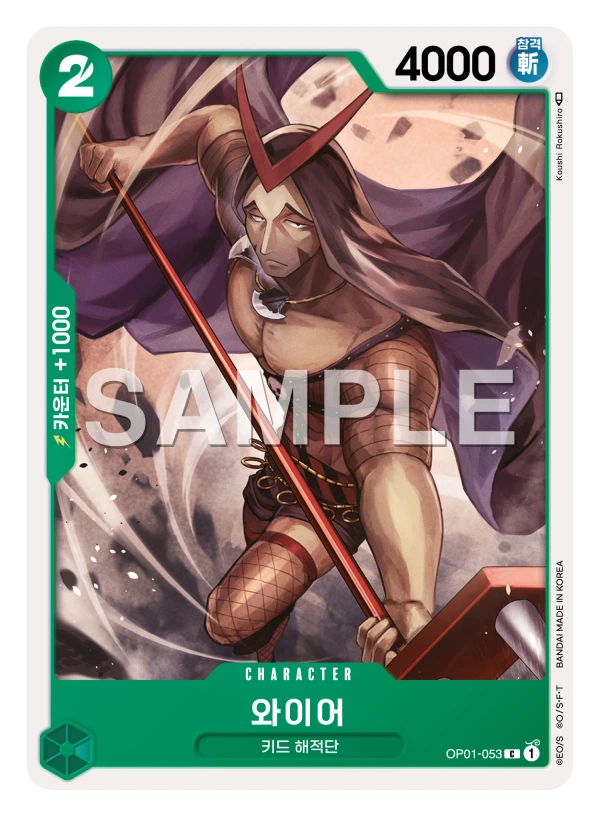 2
4000
참격
斬
Koushi Rokushiro
카운터 +1000
SAMPLE
BANDAI MADE IN KOREA
©EO/S ©O/S·F·T
CHARACTER
와이어
키드 해적단
OP01-053 C 1